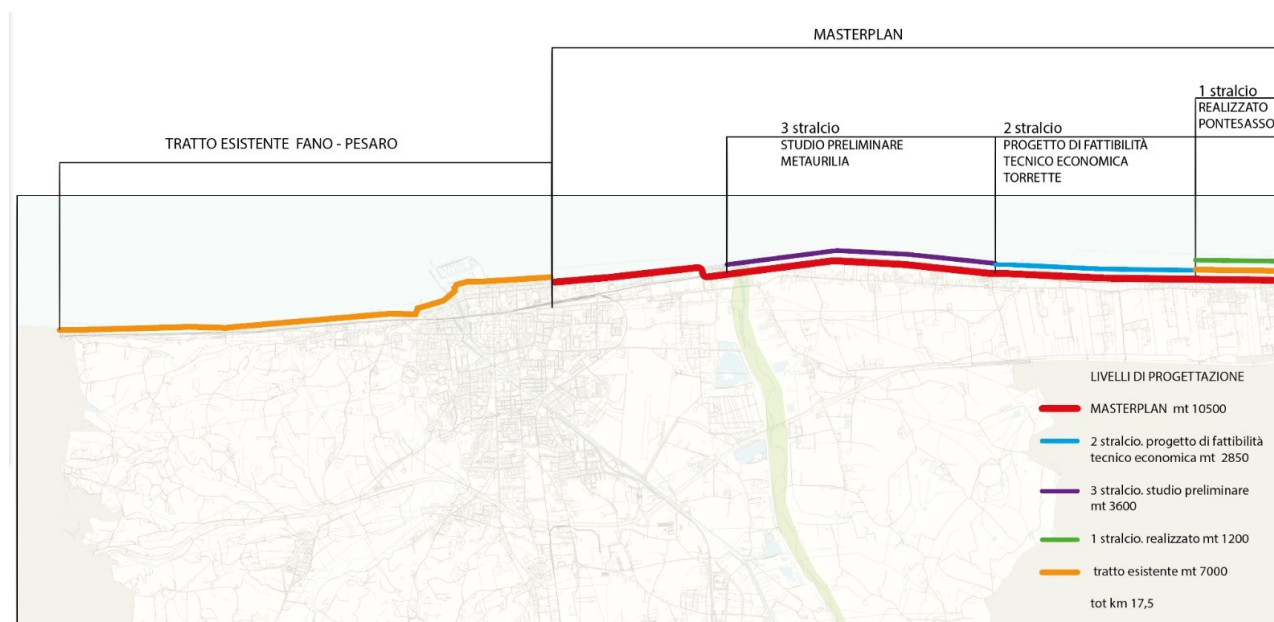 MASTERPLAN
1 stralcio
REALIZZATO
PONTESASSO
TRATTO ESISTENTE FANO - PESARO
3 stralcio
STUDIO PRELIMINARE
METAURILIA
2 stralcio
PROGETTO DI FATTIBILITÀ
TECNICO ECONOMICA
TORRETTE
LIVELLI DI PROGETTAZIONE
MASTERPLAN mt 10500
2 stralcio. progetto di fattibilità
tecnico economica mt 2850
3 stralcio. studio preliminare
mt 3600
1 stralcio. realizzato mt 1200
tratto esistente mt 7000
tot km 17,5